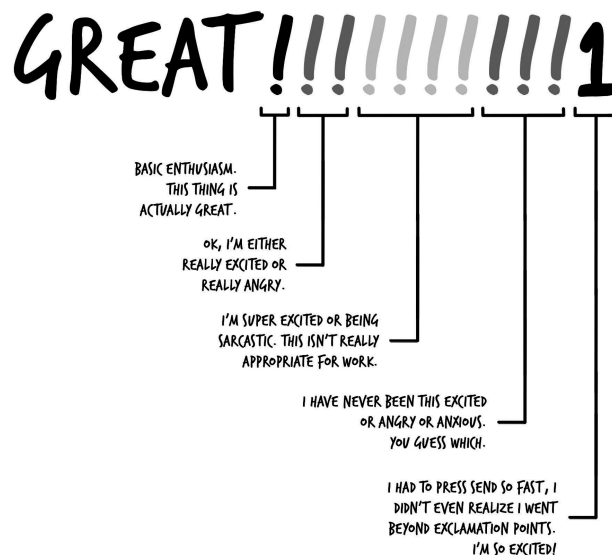 GREAT!!!!!!!!!!1
BASIC ENTHUSIASM.
THIS THING IS
ACTUALLY GREAT.
OK, I'M EITHER
REALLY EXCITED OR
REALLY ANGRY.
I'M SUPER EXCITED OR BEING
SARCASTIC. THIS ISN'T REALLY
APPROPRIATE FOR WORK.
I HAVE NEVER BEEN THIS EXCITED
OR ANGRY OR ANXIOUS.
YOU GUESS WHICH.
I HAD TO PRESS SEND SO FAST, I
DIDN'T EVEN REALIZE I WENT
BEYOND EXCLAMATION POINTS.
I'M SO EXCITED!